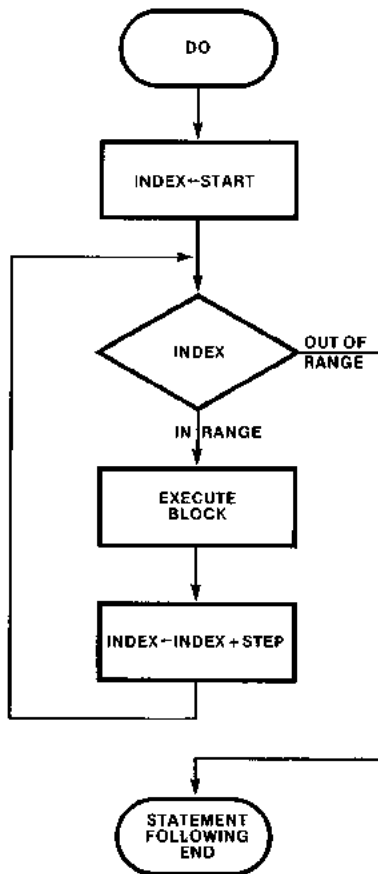 DO
INDEX←START
INDEX
OUT OF
RANGE
IN RANGE
EXECUTE
BLOCK
INDEX←INDEX + STEP
STATEMENT
FOLLOWING
END